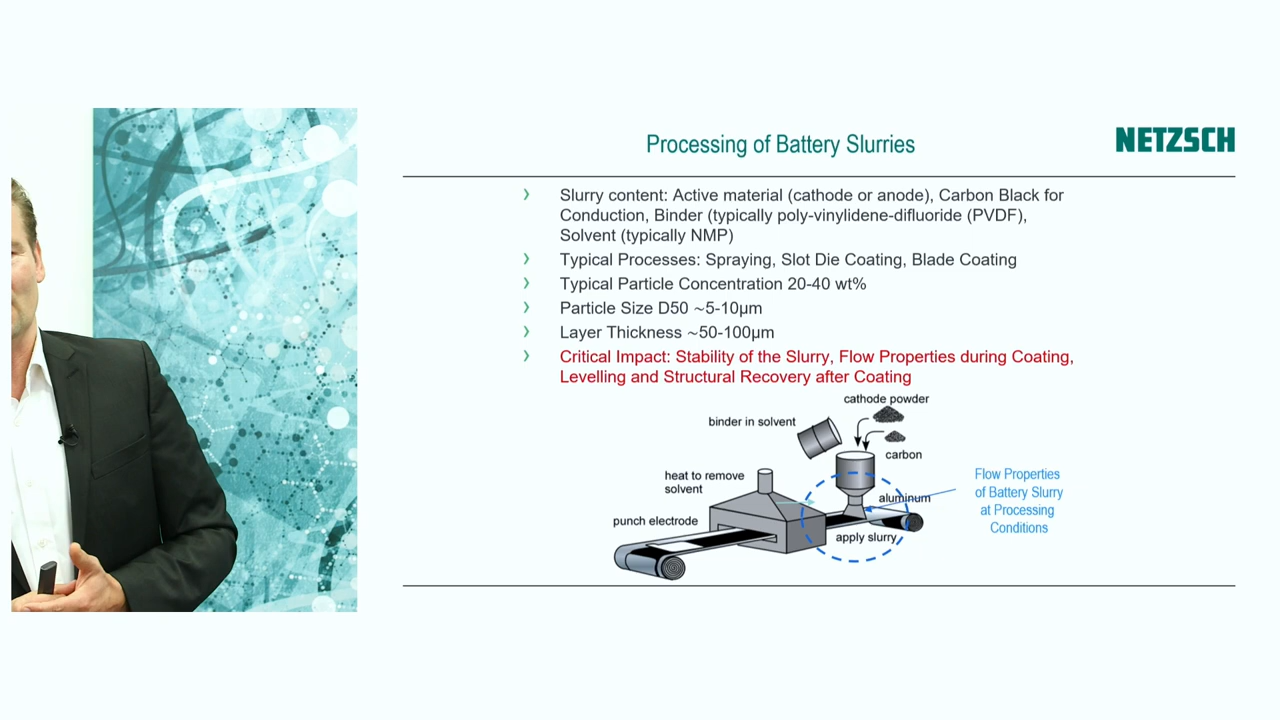 Processing of Battery Slurries
NETZSCH
Slurry content: Active material (cathode or anode), Carbon Black for
Conduction, Binder (typically poly-vinylidene-difluoride (PVDF),
Solvent (typically NMP)
Typical Processes: Spraying, Slot Die Coating, Blade Coating
Typical Particle Concentration 20-40 wt%
Particle Size D50 ~5-10µm
Layer Thickness ~50-100µm
Critical Impact: Stability of the Slurry, Flow Properties during Coating,
Levelling and Structural Recovery after Coating
cathode powder
binder in solvent
carbon
heat to remove
solvent
aluminum
punch electrode
apply slurry
Flow Properties
of Battery Slurry
at Processing
Conditions